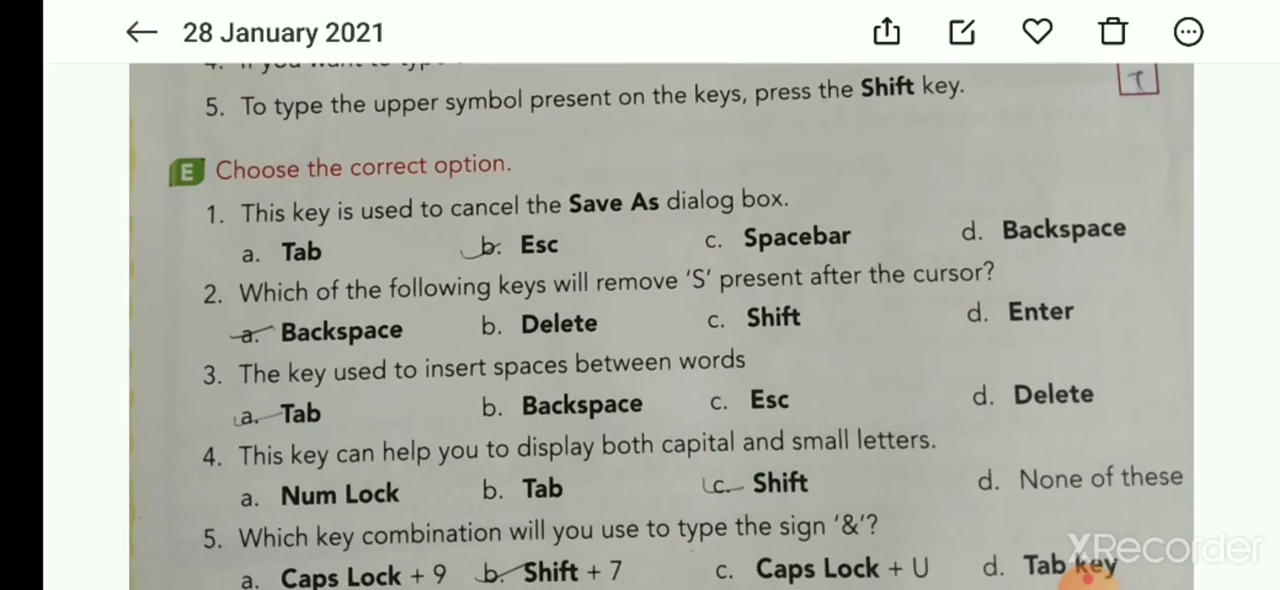 28 January 2021
5. To type the upper symbol present on the keys, press the Shift key.
T
E Choose the correct option.
1. This key is used to cancel the Save As dialog box.
a. Tab b. Esc c. Spacebar d. Backspace
2. Which of the following keys will remove 'S' present after the cursor?
a. Backspace b. Delete c. Shift d. Enter
3. The key used to insert spaces between words
a. Tab b. Backspace c. Esc d. Delete
4. This key can help you to display both capital and small letters.
a. Num Lock b. Tab c. Shift d. None of these
5. Which key combination will you use to type the sign '&'?
a. Caps Lock + 9 b. Shift + 7 c. Caps Lock + U d. Tab key
XRecorder